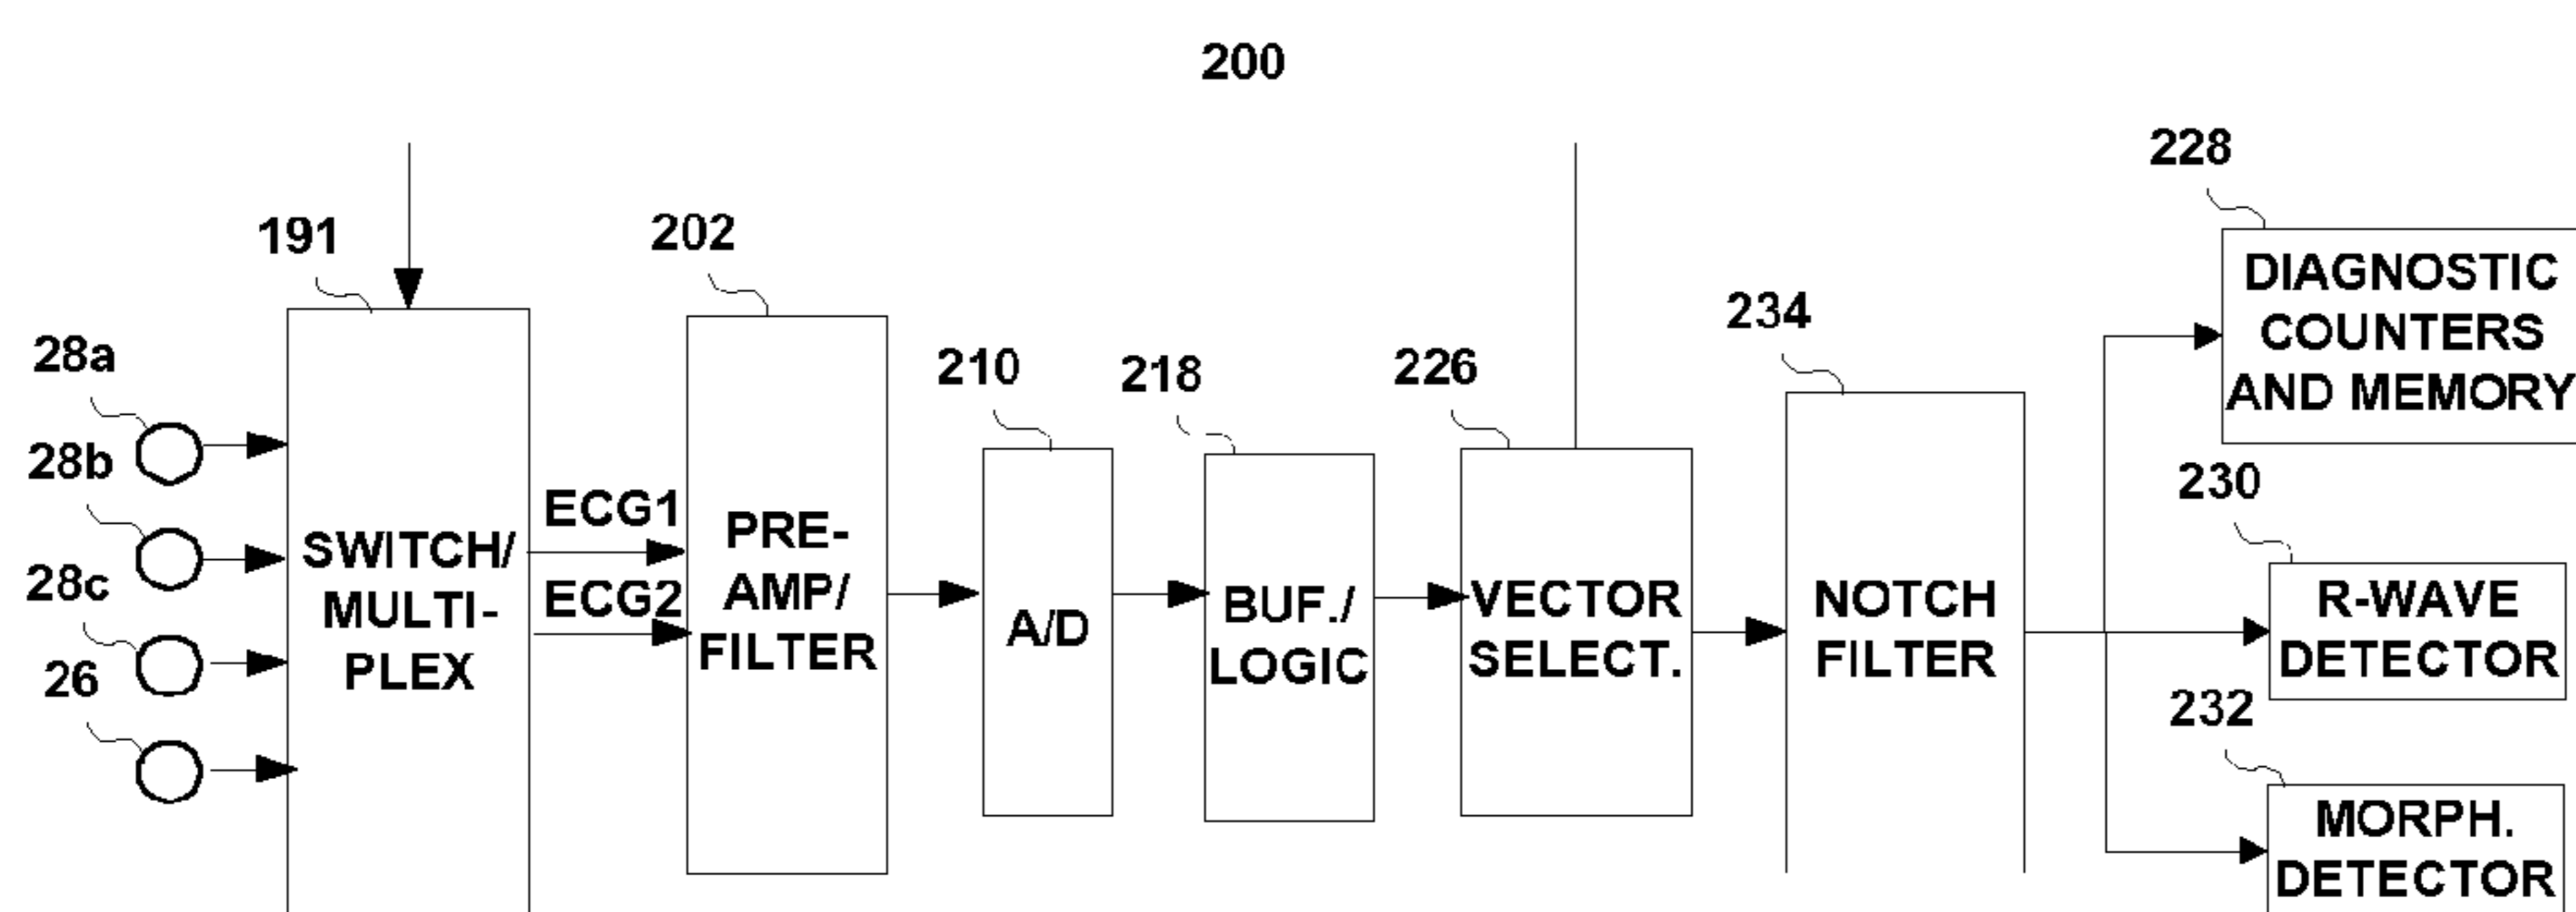 200
228
191
202
DIAGNOSTIC
COUNTERS
AND MEMORY
234
28a
210
218
226
28b
230
ECG1
PRE-
AMP/
FILTER
SWITCH/
MULTI-
PLEX
28c
ECG2
A/D
BUF./
LOGIC
VECTOR
SELECT.
NOTCH
FILTER
R-WAVE
DETECTOR
26
232
MORPH.
DETECTOR